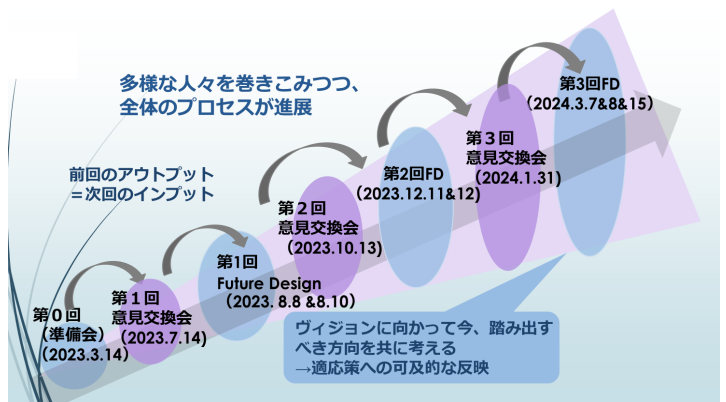 多様な人々を巻きこみつつ、
全体のプロセスが進展
前回のアウトプット
＝次回のインプット
第０回
（準備会）
（2023.3.14）
第１回
意見交換会
（2023.7.14)
第1回
Future Design
（2023. 8.8 &8.10）
第２回
意見交換会
（2023.10.13)
第2回FD
（2023.12.11&12)
第３回
意見交換会
（2024.1.31)
第3回FD
（2024.3.7&8&15）
ヴィジョンに向かって今、踏み出す
べき方向を共に考える
→適応策への可及的な反映